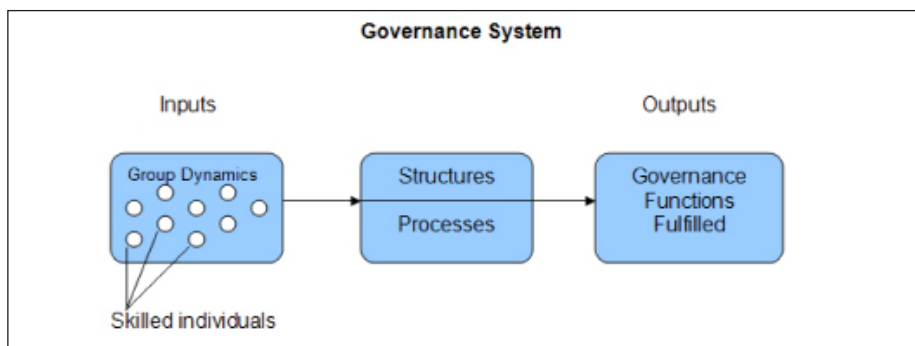 Governance System
Inputs
Outputs
Group Dynamics
Structures
Processes
Governance
Functions
Fulfilled
Skilled individuals